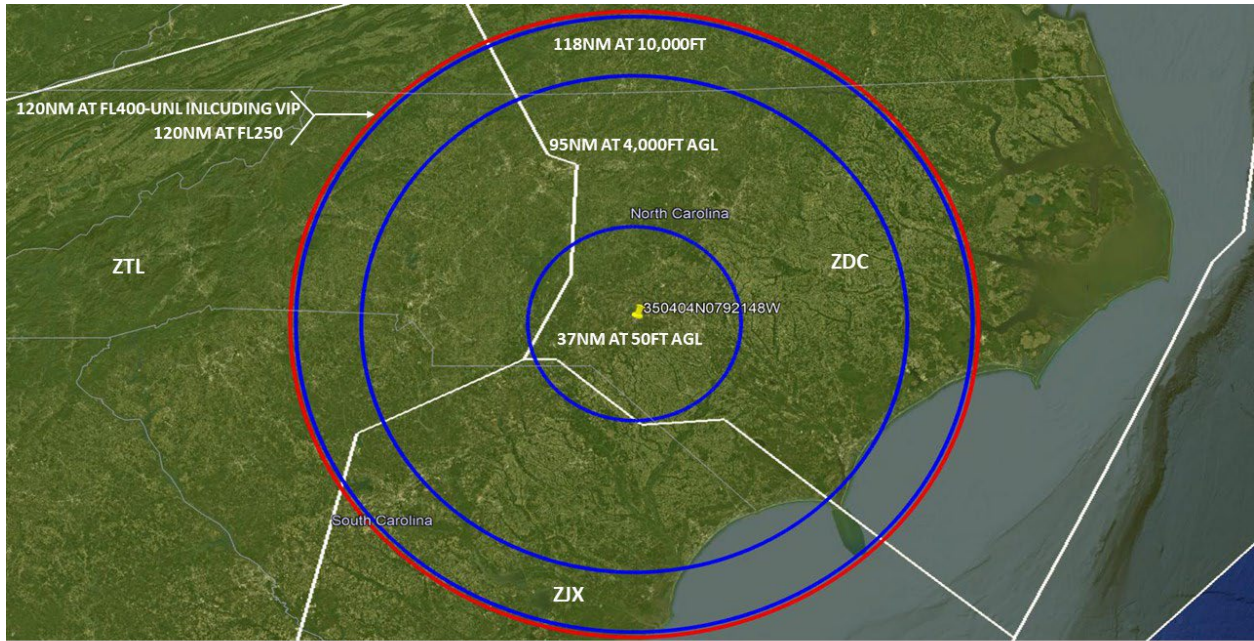 118NM AT 10,000FT
120NM AT FL400-UNL INLCUDING VIP
120NM AT FL250
95NM AT 4,000FT AGL
North Carolina
ZTL
ZDC
350404N0792148W
37NM AT 50FT AGL
South Carolina
ZJX